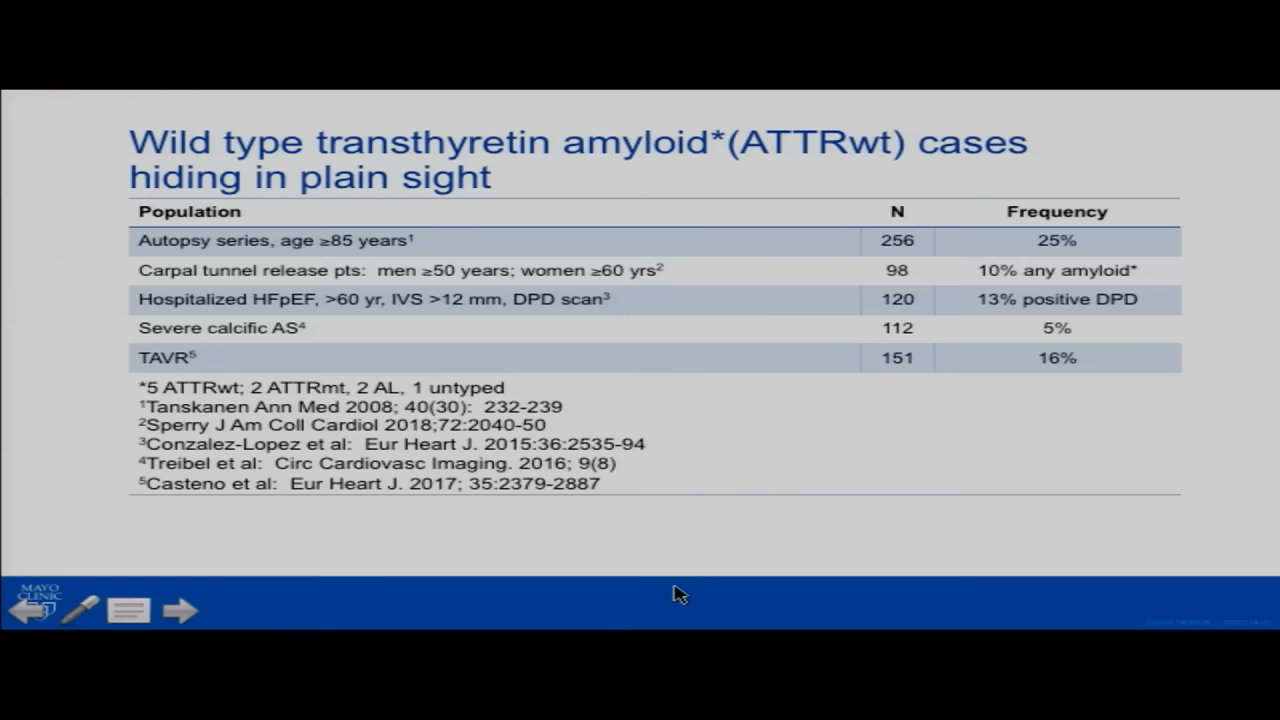 Wild type transthyretin amyloid*(ATTRwt) cases
hiding in plain sight
Population N Frequency
Autopsy series, age ≥85 years¹ 256 25%
Carpal tunnel release pts: men ≥50 years; women ≥60 yrs² 98 10% any amyloid*
Hospitalized HFpEF, >60 yr, IVS >12 mm, DPD scan³ 120 13% positive DPD
Severe calcific AS⁴ 112 5%
TAVR⁵ 151 16%
*5 ATTRwt; 2 ATTRmt, 2 AL, 1 untyped
¹Tanskanen Ann Med 2008; 40(30): 232-239
²Sperry J Am Coll Cardiol 2018;72:2040-50
³Conzalez-Lopez et al: Eur Heart J. 2015:36:2535-94
⁴Treibel et al: Circ Cardiovasc Imaging. 2016; 9(8)
⁵Casteno et al: Eur Heart J. 2017; 35:2379-2887
MAYO
CLINIC